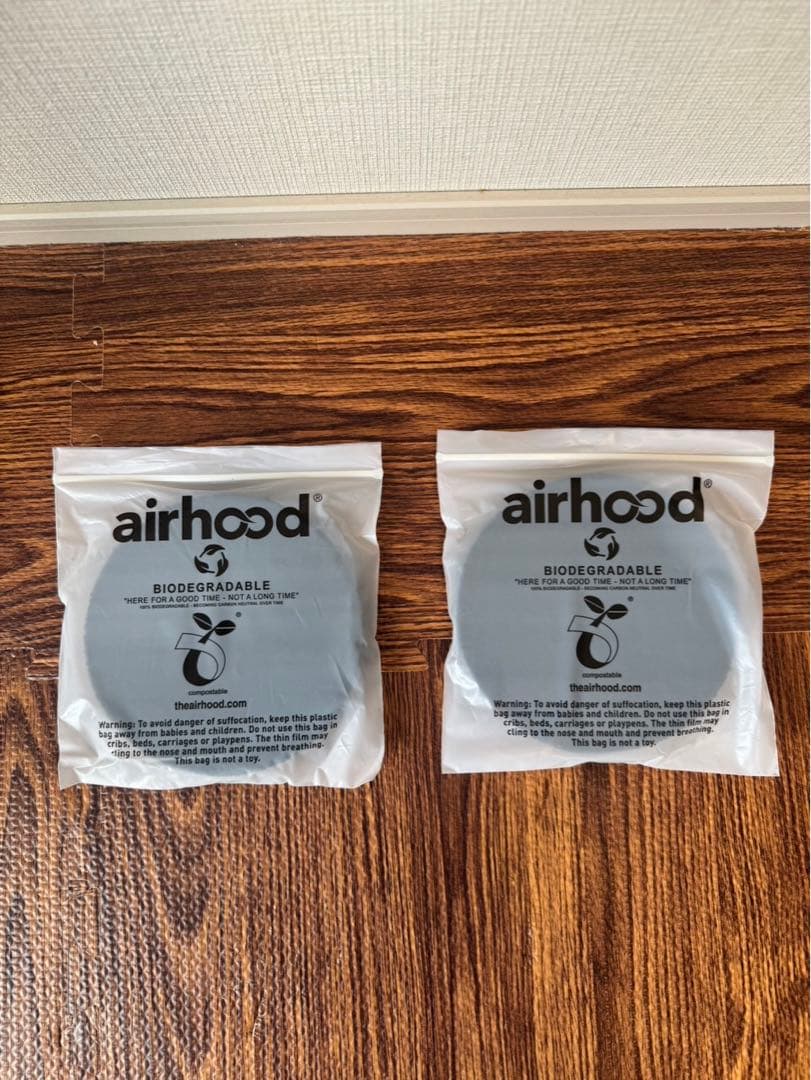 airhood®
BIODEGRADABLE
"HERE FOR A GOOD TIME - NOT A LONG TIME"
100% BIODEGRADABLE - BECOMING CARBON NEUTRAL OVER TIME
®
compostable
theairhood.com
Warning: To avoid danger of suffocation, keep this plastic
bag away from babies and children. Do not use this bag in
cribs, beds, carriages or playpens. The thin film may
cling to the nose and mouth and prevent breathing.
This bag is not a toy.
airhood®
BIODEGRADABLE
"HERE FOR A GOOD TIME - NOT A LONG TIME"
100% BIODEGRADABLE - BECOMING CARBON NEUTRAL OVER TIME
®
compostable
theairhood.com
Warning: To avoid danger of suffocation, keep this plastic
bag away from babies and children. Do not use this bag in
cribs, beds, carriages or playpens. The thin film may
cling to the nose and mouth and prevent breathing.
This bag is not a toy.